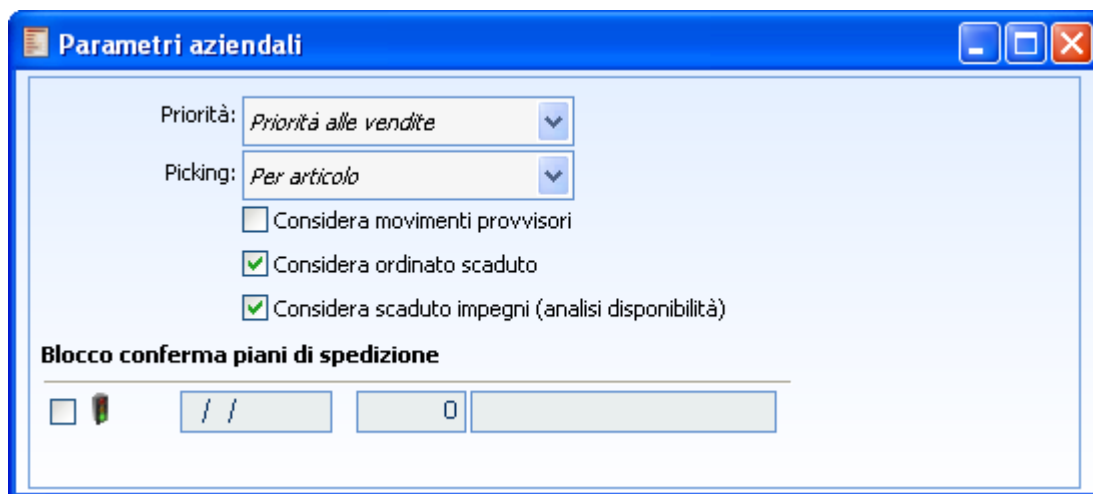 Parametri aziendali
Priorità: Priorità alle vendite
Picking: Per articolo
Considera movimenti provvisori
Considera ordinato scaduto
Considera scaduto impegni (analisi disponibilità)
Blocco conferma piani di spedizione
/ / 0